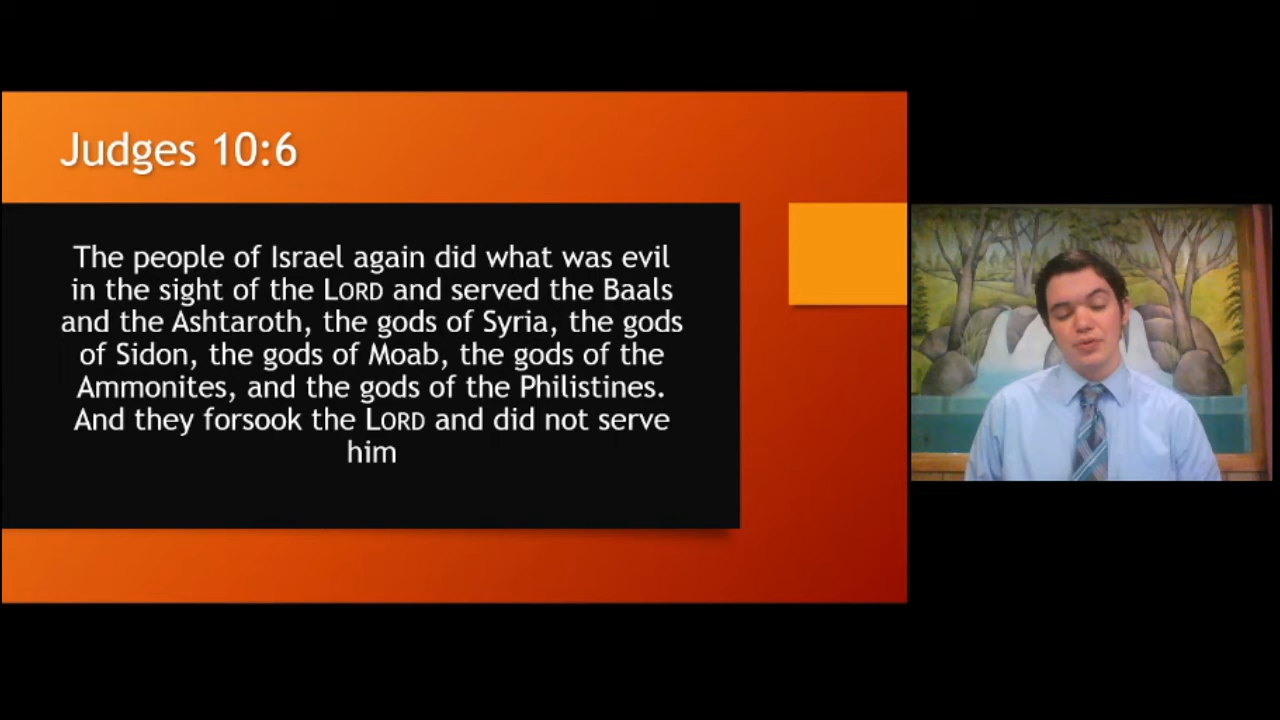 Judges 10:6
The people of Israel again did what was evil
in the sight of the LORD and served the Baals
and the Ashtaroth, the gods of Syria, the gods
of Sidon, the gods of Moab, the gods of the
Ammonites, and the gods of the Philistines.
And they forsook the LORD and did not serve
him